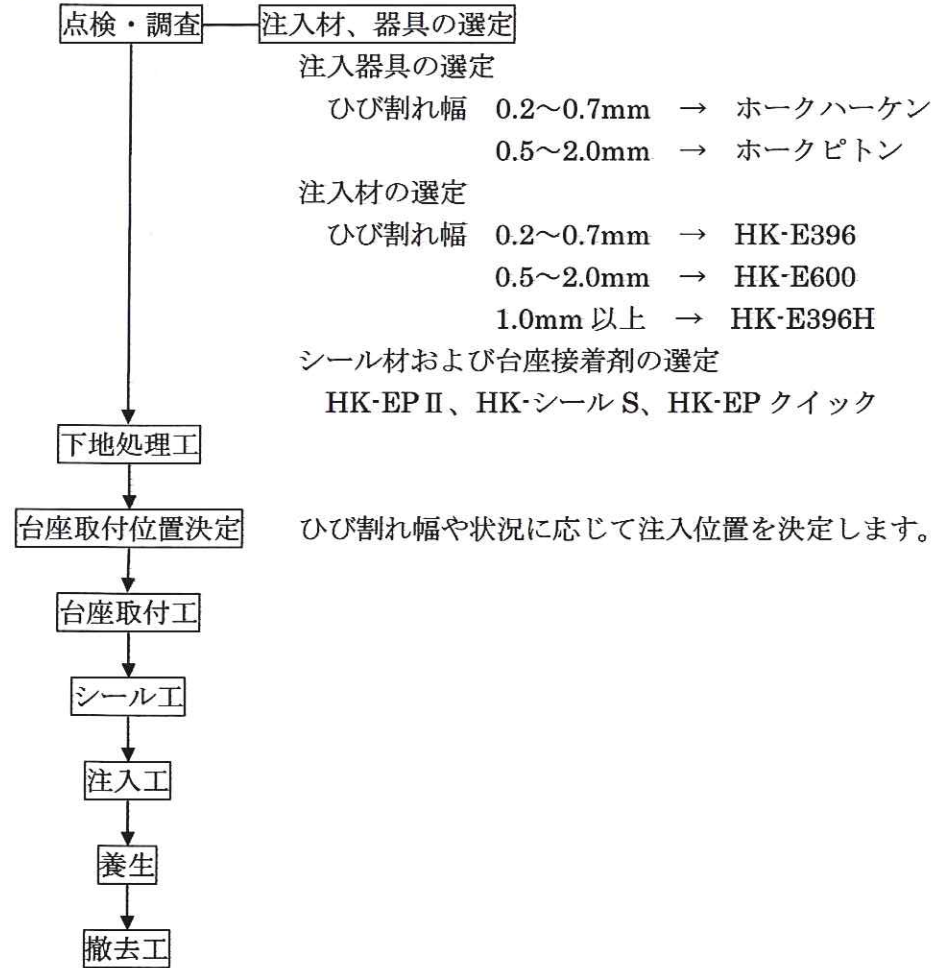 点検・調査 注入材、器具の選定
注入器具の選定
ひび割れ幅 0.2～0.7mm → ホークハーケン
0.5～2.0mm → ホークピトン
注入材の選定
ひび割れ幅 0.2～0.7mm → HK-E396
0.5～2.0mm → HK-E600
1.0mm 以上 → HK-E396H
シール材および台座接着剤の選定
HK-EPⅡ、HK-シール S、HK-EP クイック
下地処理工
台座取付位置決定 ひび割れ幅や状況に応じて注入位置を決定します。
台座取付工
シール工
注入工
養生
撤去工